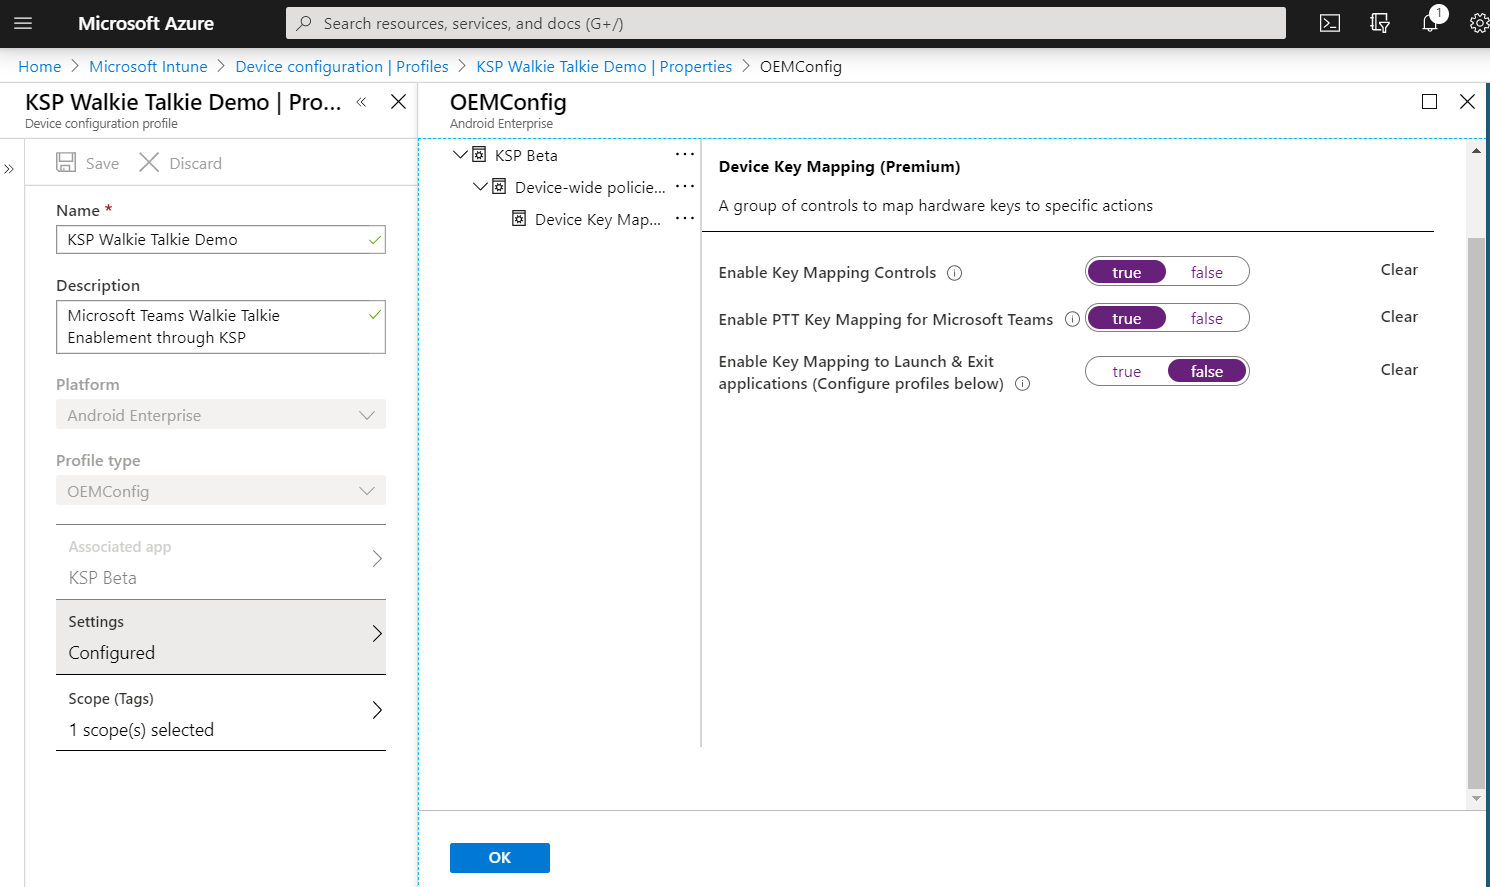 Microsoft Azure
Search resources, services, and docs (G+/)
1
Home > Microsoft Intune > Device configuration | Profiles > KSP Walkie Talkie Demo | Properties > OEMConfig
KSP Walkie Talkie Demo | Pro...
Device configuration profile
Save
Discard
Name *
KSP Walkie Talkie Demo
Description
Microsoft Teams Walkie Talkie
Enablement through KSP
Platform
Android Enterprise
Profile type
OEMConfig
Associated app
KSP Beta
Settings
Configured
Scope (Tags)
1 scope(s) selected
OEMConfig
Android Enterprise
KSP Beta
Device-wide policie...
Device Key Map...
Device Key Mapping (Premium)
A group of controls to map hardware keys to specific actions
Enable Key Mapping Controls
true false
Clear
Enable PTT Key Mapping for Microsoft Teams
true false
Clear
Enable Key Mapping to Launch & Exit
applications (Configure profiles below)
true false
Clear
OK